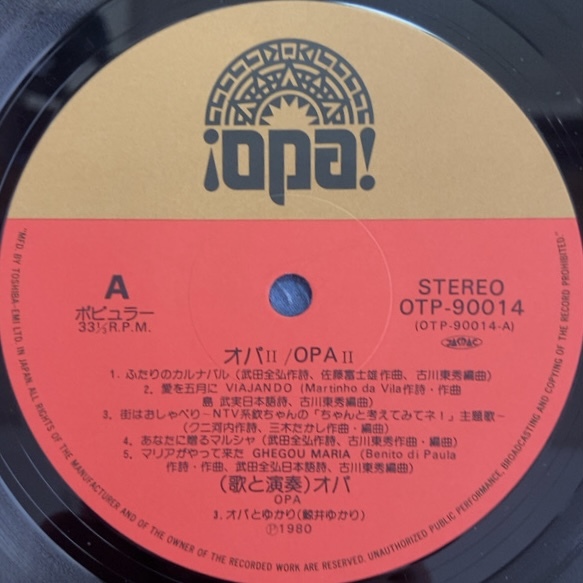 ¡opa!
A
ポピュラー
33⅓R.P.M.
STEREO
OTP-90014
(OTP-90014-A)
JASRAC
オパII/OPAII
1. ふたりのカルナバル (武田全弘作詩、佐藤富士雄作曲、古川東秀編曲)
2. 愛を五月に VIAJANDO (Martinho da Vila作詩・作曲
島 武実日本詩、古川東秀編曲)
3. 街はおしゃべり~NTV系欽ちゃんの「ちゃんと考えてみてネ!」主題歌~
(クニ河内作詩、三木たかし作曲・編曲)
4. あなたに贈るマルシャ (武田全弘作詩、古川東秀作曲・編曲)
5. マリアがやって来た GHEGOU MARIA (Benito di Paula
作詩・作曲、武田全弘日本語詩、古川東秀編曲)
(歌と演奏)オパ
OPA
3. オパとゆかり(鯨井ゆかり)
Ⓟ1980
"MF'D BY TOSHIBA-EMI LTD. IN JAPAN ALL RIGHTS OF THE MANUFACTURER AND OF THE OWNER OF THE RECORDED WORK ARE RESERVED. UNAUTHORIZED PUBLIC PERFORMANCE, BROADCASTING AND COPYING OF THE RECORD PROHIBITED."